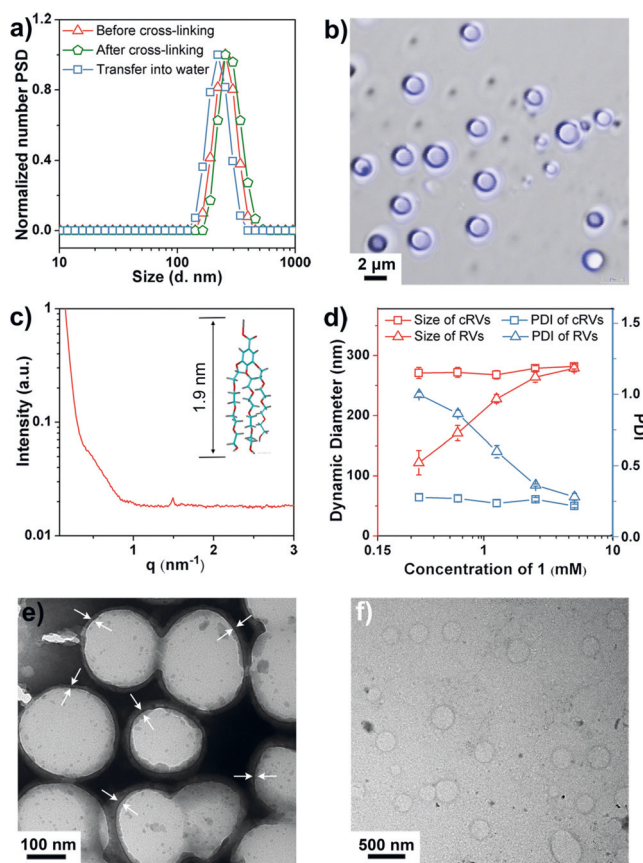 a)
Normalized number PSD
1.2
0.8
0.4
0.0
Before cross-linking
After cross-linking
Transfer into water
10
100
1000
Size (d. nm)
b)
2 μm
c)
Intensity (a.u.)
1
0.1
0.01
1.9 nm
1
2
3
q (nm⁻¹)
d)
Size of cRVs
Size of RVs
PDI of cRVs
PDI of RVs
Dynamic Diameter (nm)
300
200
100
0
1.5
1.0
0.5
0.0
PDI
0.15
1
10
Concentration of 1 (mM)
e)
100 nm
f)
500 nm